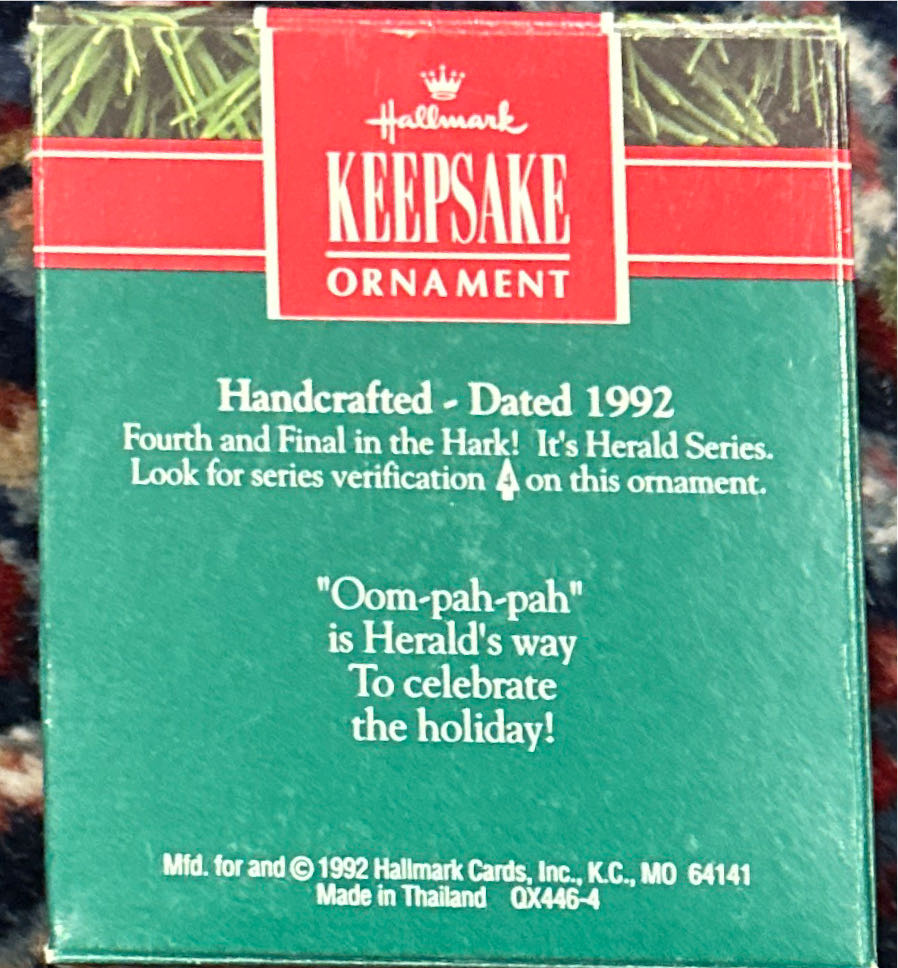 Hallmark
KEEPSAKE
ORNAMENT
Handcrafted - Dated 1992
Fourth and Final in the Hark! It's Herald Series.
Look for series verification 4 on this ornament.
"Oom-pah-pah"
is Herald's way
To celebrate
the holiday!
Mfd. for and © 1992 Hallmark Cards, Inc., K.C., MO 64141
Made in Thailand QX446-4